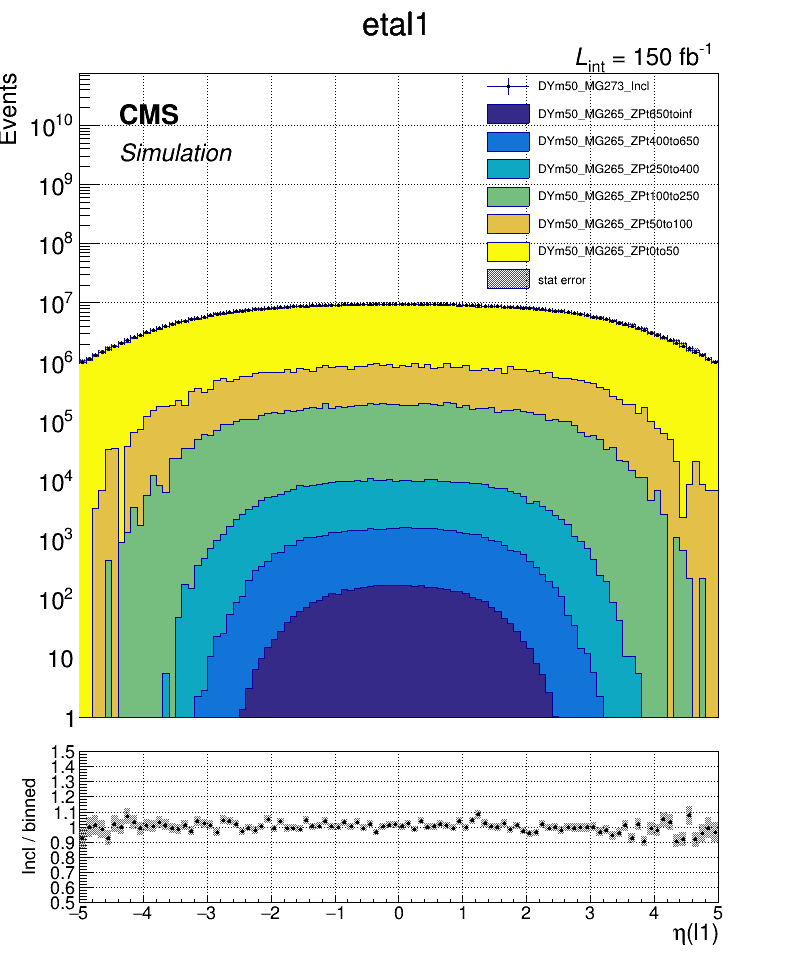 etal1
L_int = 150 fb^-1
Events
CMS
Simulation
DYm50_MG273_Incl
DYm50_MG265_ZPt650toinf
DYm50_MG265_ZPt400to650
DYm50_MG265_ZPt250to400
DYm50_MG265_ZPt100to250
DYm50_MG265_ZPt50to100
DYm50_MG265_ZPt0to50
stat error
10^10
10^9
10^8
10^7
10^6
10^5
10^4
10^3
10^2
10
1
Incl / binned
1.5
1.4
1.3
1.2
1.1
1
0.9
0.8
0.7
0.6
0.5
−5 −4 −3 −2 −1 0 1 2 3 4 5
η(l1)